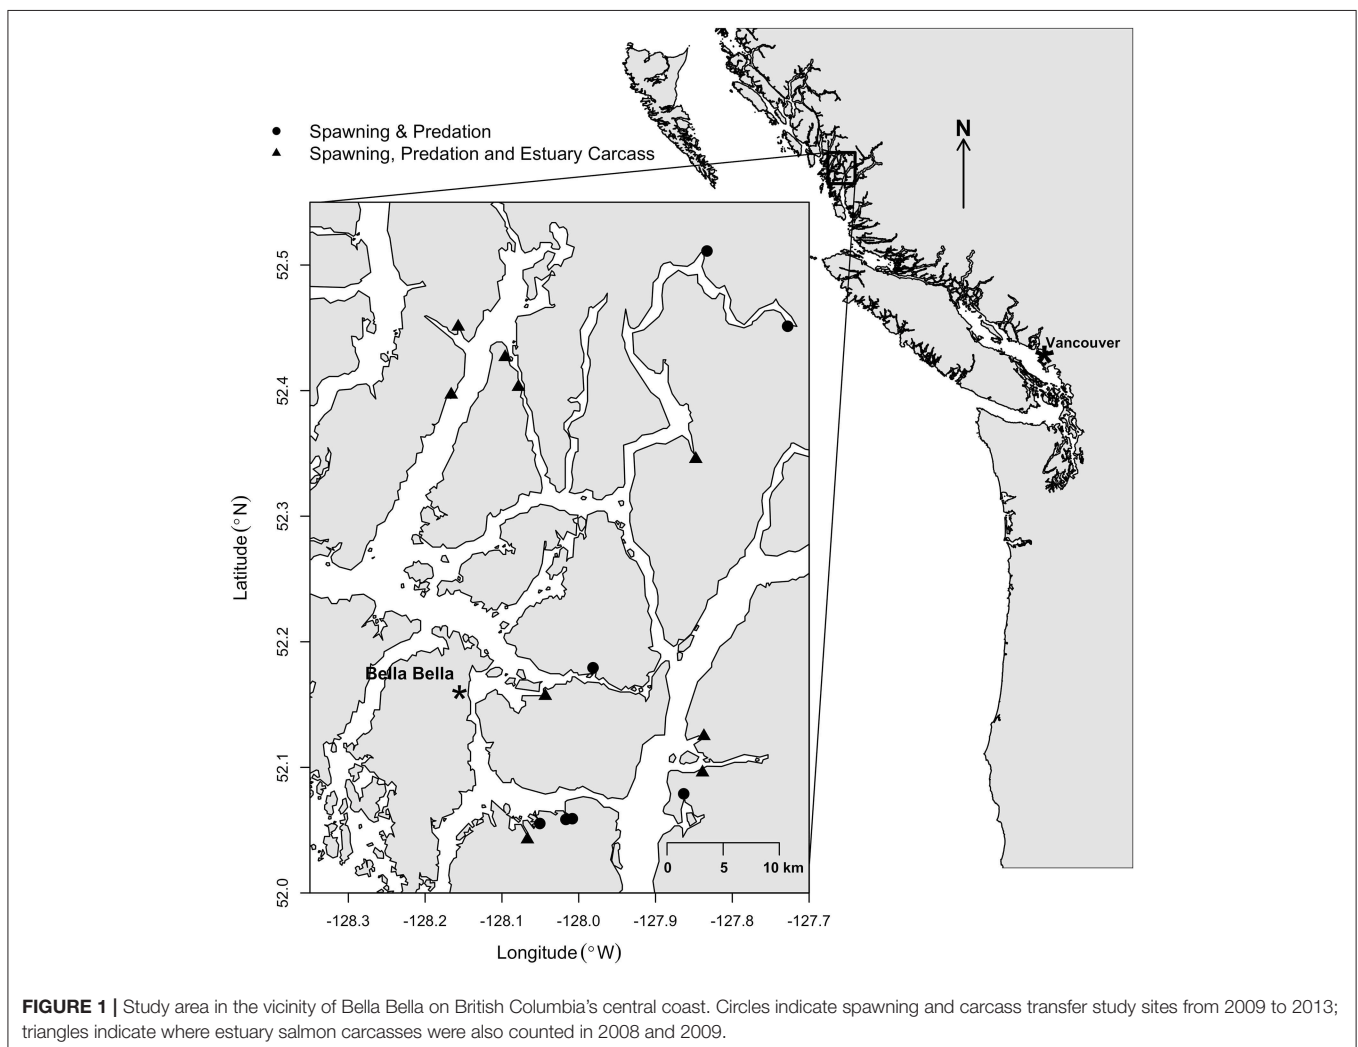 Spawning & Predation
Spawning, Predation and Estuary Carcass
N
Vancouver
Bella Bella
52.5
52.4
52.3
52.2
52.1
52.0
Latitude (°N)
0 5 10 km
-128.3 -128.2 -128.1 -128.0 -127.9 -127.8 -127.7
Longitude (°W)
FIGURE 1 | Study area in the vicinity of Bella Bella on British Columbia's central coast. Circles indicate spawning and carcass transfer study sites from 2009 to 2013;
triangles indicate where estuary salmon carcasses were also counted in 2008 and 2009.